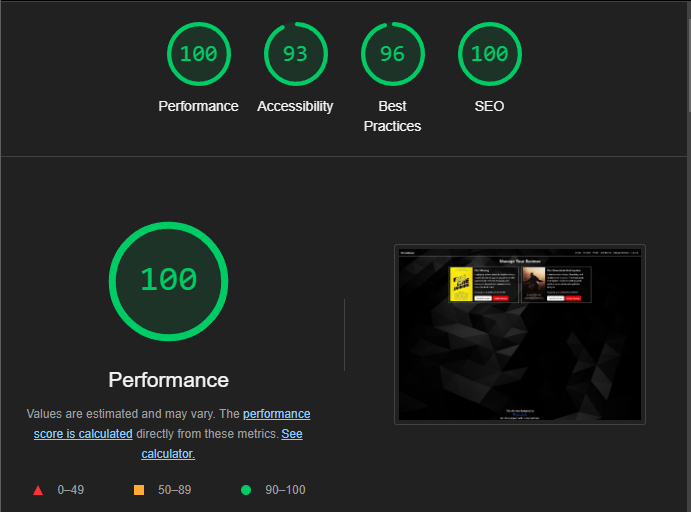 100
93
96
100
Performance
Accessibility
Best
Practices
SEO
100
Performance
Values are estimated and may vary. The performance
score is calculated directly from these metrics. See
calculator.
0–49
50–89
90–100
Manage Your Reviews